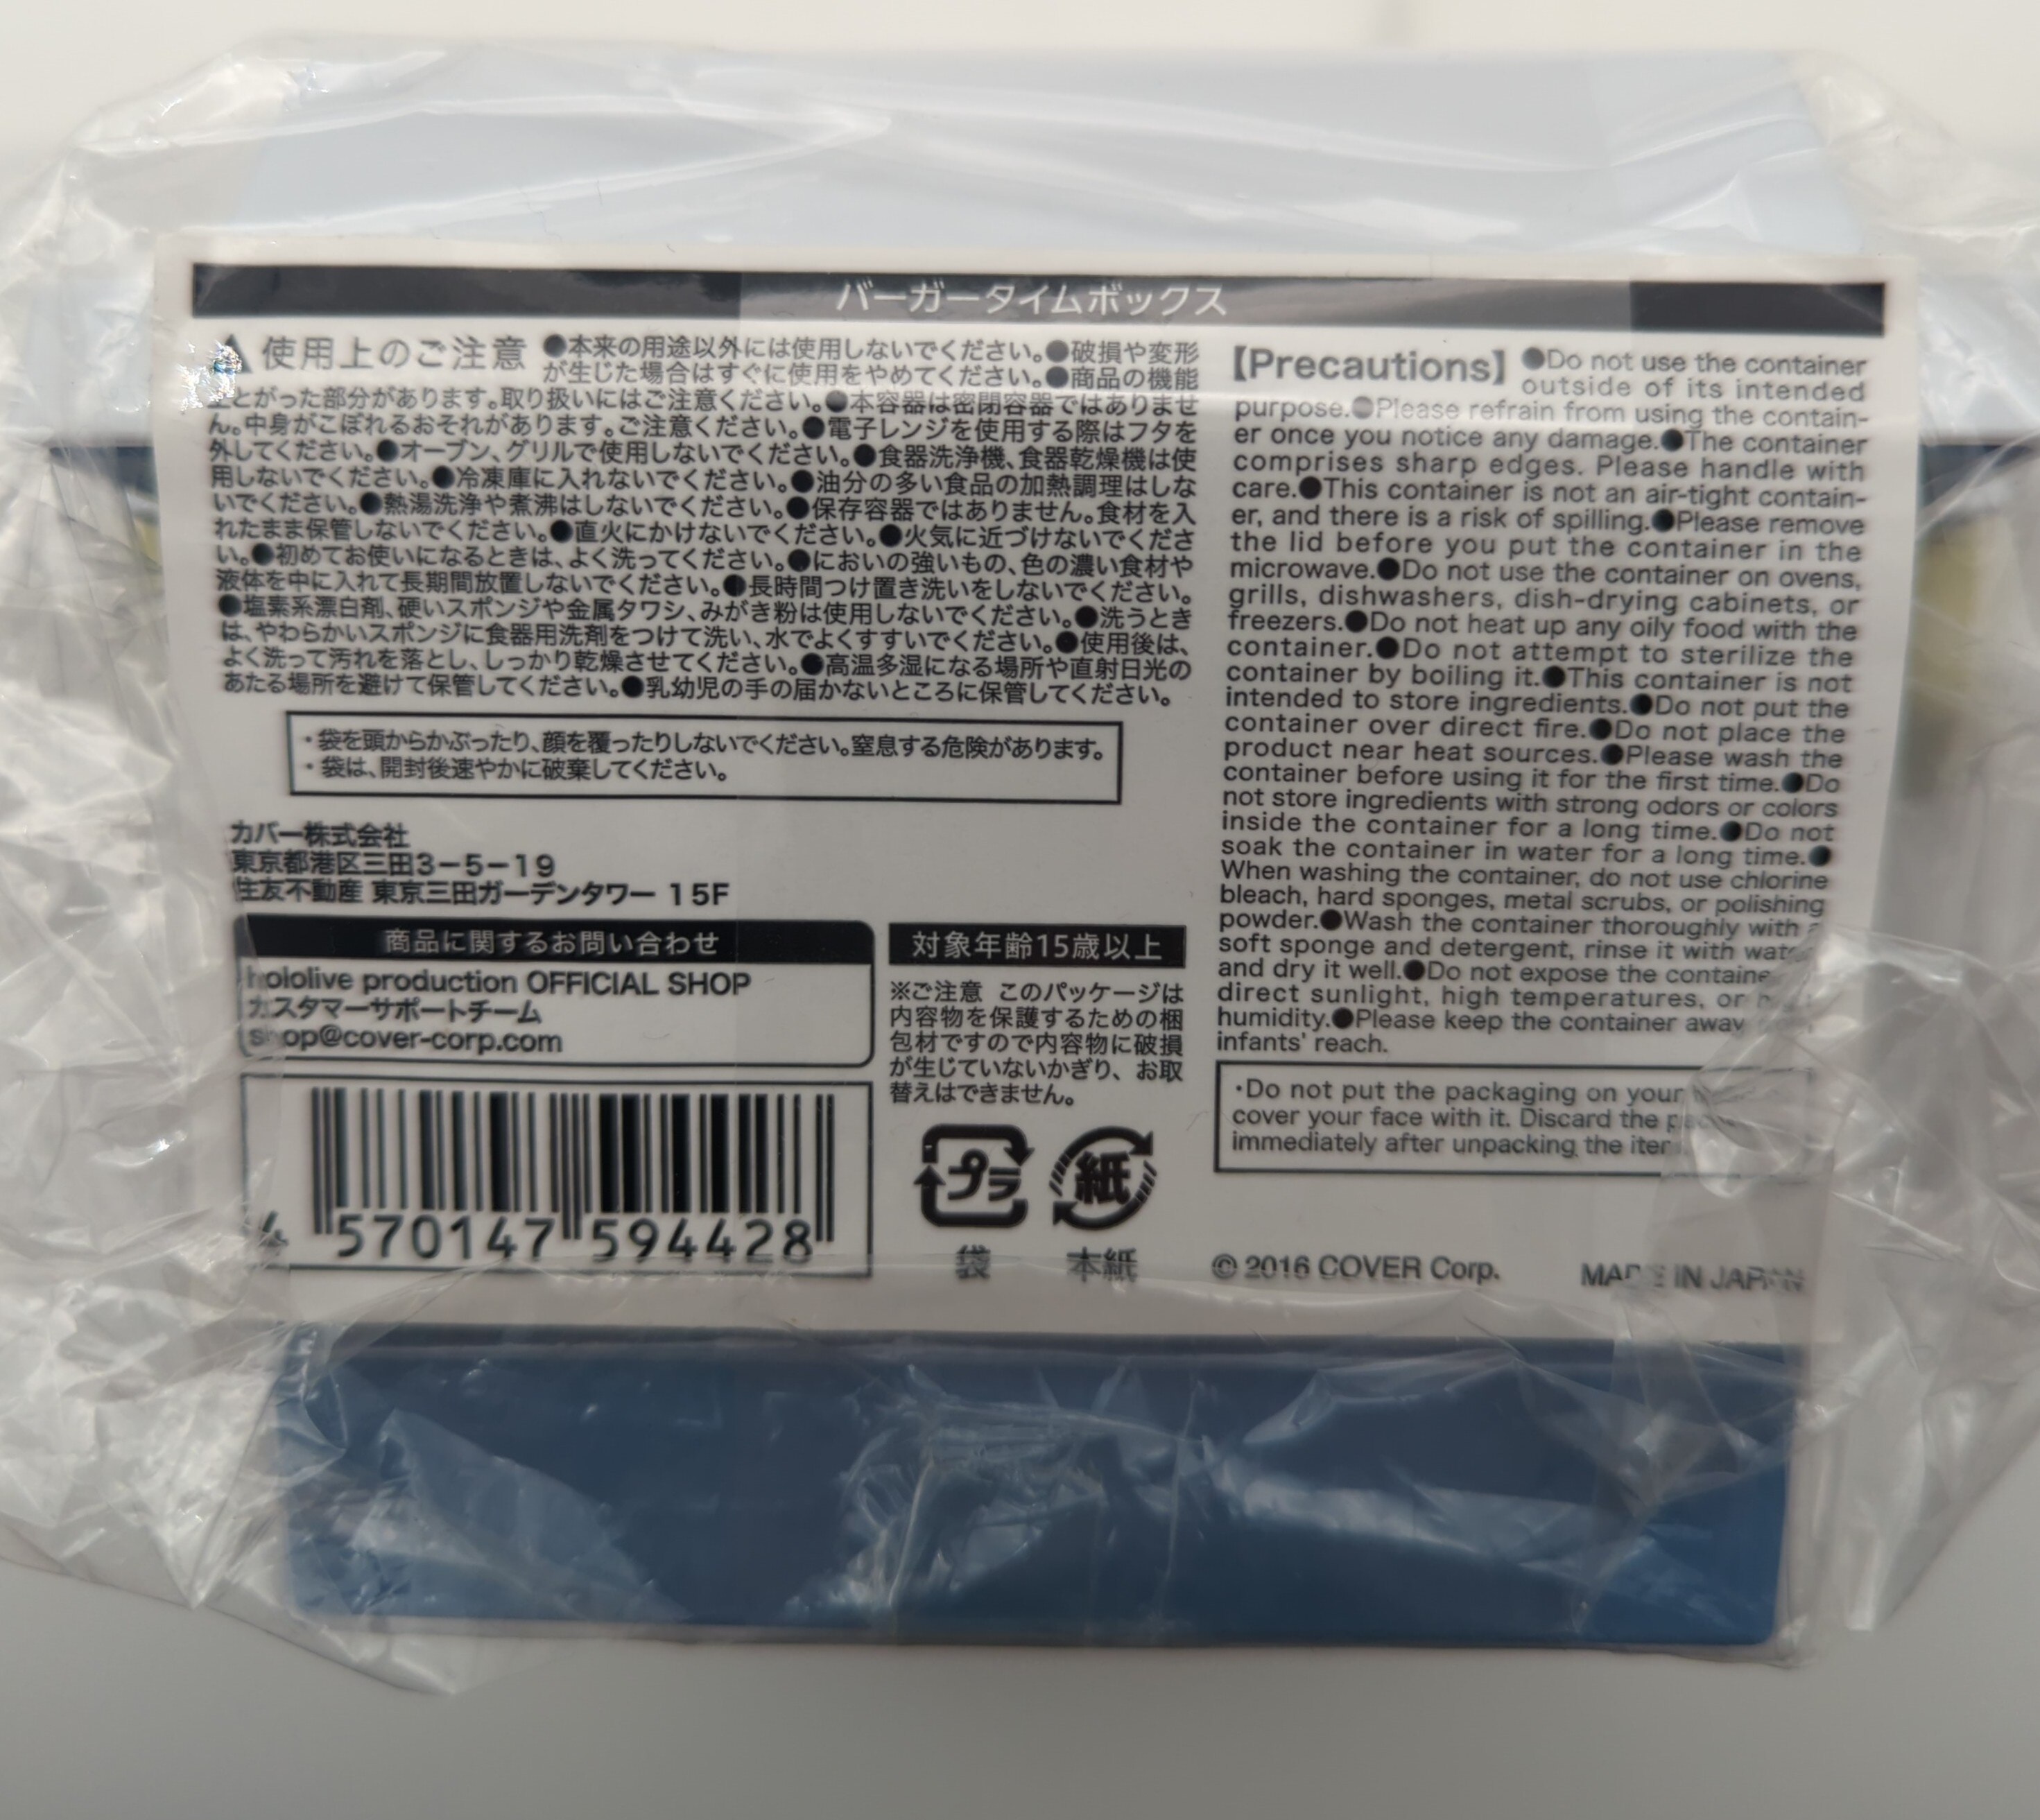 バーガータイムボックス
使用上のご注意 ●本来の用途以外には使用しないでください。●破損や変形
が生じた場合はすぐに使用をやめてください。●商品の機能
上とがった部分があります。取り扱いにはご注意ください。●本容器は密閉容器ではありませ
ん。中身がこぼれるおそれがあります。ご注意ください。●電子レンジを使用する際はフタを
外してください。●オーブン、グリルで使用しないでください。●食器洗浄機、食器乾燥機は使
用しないでください。●冷凍庫に入れないでください。●油分の多い食品の加熱調理はしな
いでください。●熱湯洗浄や煮沸はしないでください。●保存容器ではありません。食材を入
れたまま保管しないでください。●直火にかけないでください。●火気に近づけないでくださ
い。●初めてお使いになるときは、よく洗ってください。●においの強いもの、色の濃い食材や
液体を中に入れて長期間放置しないでください。●長時間つけ置き洗いをしないでください。
●塩素系漂白剤、硬いスポンジや金属タワシ、みがき粉は使用しないでください。●洗うとき
は、やわらかいスポンジに食器用洗剤をつけて洗い、水でよくすすいでください。●使用後は、
よく洗って汚れを落とし、しっかり乾燥させてください。●高温多湿になる場所や直射日光の
あたる場所を避けて保管してください。●乳幼児の手の届かないところに保管してください。
・袋を頭からかぶったり、顔を覆ったりしないでください。窒息する危険があります。
・袋は、開封後速やかに破棄してください。
カバー株式会社
東京都港区三田3−5−19
住友不動産 東京三田ガーデンタワー 15F
商品に関するお問い合わせ
hololive production OFFICIAL SHOP
カスタマーサポートチーム
shop@cover-corp.com
4 570147 594428
対象年齢15歳以上
※ご注意 このパッケージは
内容物を保護するための梱
包材ですので内容物に破損
が生じていないかぎり、お取
替えはできません。
プラ 紙
袋 本紙
【Precautions】 ●Do not use the container
outside of its intended
purpose.●Please refrain from using the contain-
er once you notice any damage.●The container
comprises sharp edges. Please handle with
care.●This container is not an air-tight contain-
er, and there is a risk of spilling.●Please remove
the lid before you put the container in the
microwave.●Do not use the container on ovens,
grills, dishwashers, dish-drying cabinets, or
freezers.●Do not heat up any oily food with the
container.●Do not attempt to sterilize the
container by boiling it.●This container is not
intended to store ingredients.●Do not put the
container over direct fire.●Do not place the
product near heat sources.●Please wash the
container before using it for the first time.●Do
not store ingredients with strong odors or colors
inside the container for a long time.●Do not
soak the container in water for a long time.●
When washing the container, do not use chlorine
bleach, hard sponges, metal scrubs, or polishing
powder.●Wash the container thoroughly with a
soft sponge and detergent, rinse it with water
and dry it well.●Do not expose the container
direct sunlight, high temperatures, or
humidity.●Please keep the container away
infants' reach.
・Do not put the packaging on your
cover your face with it. Discard the
immediately after unpacking the item
© 2016 COVER Corp.
MADE IN JAPAN